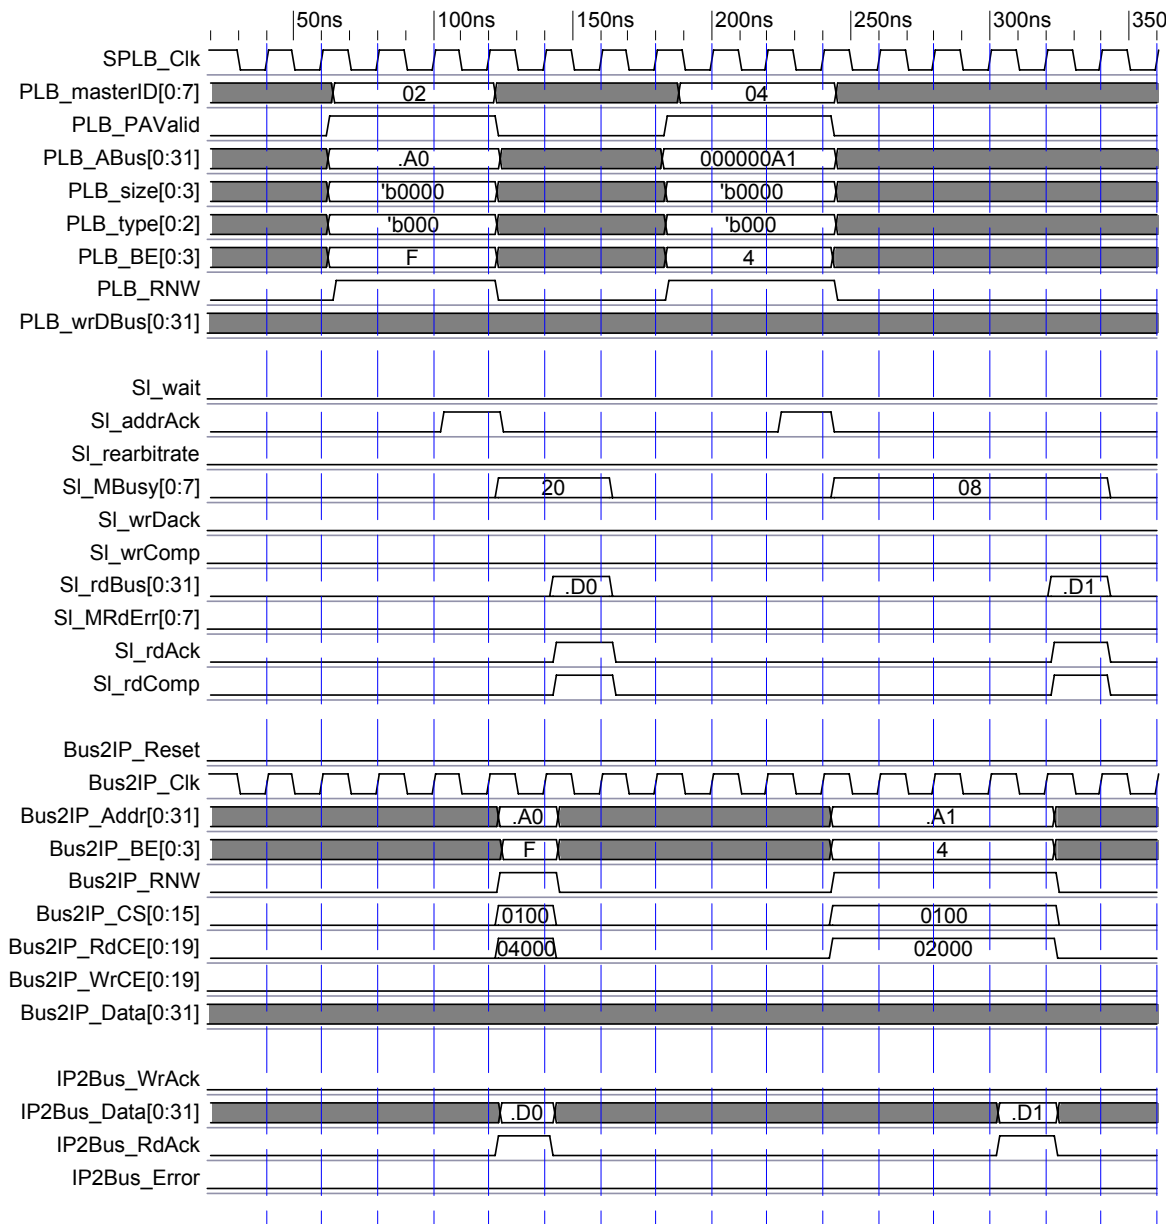 50ns 100ns 150ns 200ns 250ns 300ns 350
SPLB_Clk
PLB_masterID[0:7] 02 04
PLB_PAValid
PLB_ABus[0:31] .A0 000000A1
PLB_size[0:3] 'b0000 'b0000
PLB_type[0:2] 'b000 'b000
PLB_BE[0:3] F 4
PLB_RNW
PLB_wrDBus[0:31]
Sl_wait
Sl_addrAck
Sl_rearbitrate
Sl_MBusy[0:7] 20 08
Sl_wrDack
Sl_wrComp
Sl_rdBus[0:31] .D0 .D1
Sl_MRdErr[0:7]
Sl_rdAck
Sl_rdComp
Bus2IP_Reset
Bus2IP_Clk
Bus2IP_Addr[0:31] .A0 .A1
Bus2IP_BE[0:3] F 4
Bus2IP_RNW
Bus2IP_CS[0:15] 0100 0100
Bus2IP_RdCE[0:19] 04000 02000
Bus2IP_WrCE[0:19]
Bus2IP_Data[0:31]
IP2Bus_WrAck
IP2Bus_Data[0:31] .D0 .D1
IP2Bus_RdAck
IP2Bus_Error